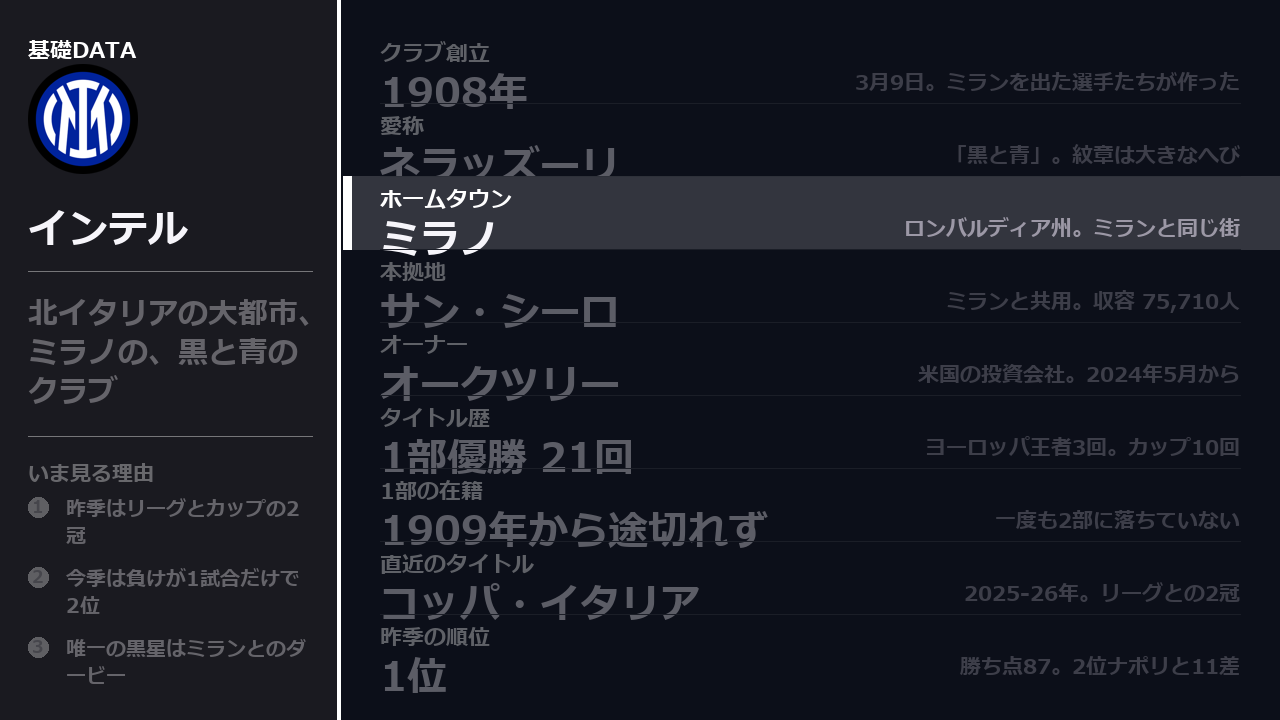 基礎DATA
インテル
北イタリアの大都市、
ミラノの、黒と青の
クラブ
いま見る理由
1 昨季はリーグとカップの2
冠
2 今季は負けが1試合だけで
2位
3 唯一の黒星はミランとのダ
ービー
クラブ創立
1908年 3月9日。ミランを出た選手たちが作った
愛称
ネラッズーリ 「黒と青」。紋章は大きなへび
ホームタウン
ミラノ ロンバルディア州。ミランと同じ街
本拠地
サン・シーロ ミランと共用。収容 75,710人
オーナー
オークツリー 米国の投資会社。2024年5月から
タイトル歴
1部優勝 21回 ヨーロッパ王者3回。カップ10回
1部の在籍
1909年から途切れず 一度も2部に落ちていない
直近のタイトル
コッパ・イタリア 2025-26年。リーグとの2冠
昨季の順位
1位 勝ち点87。2位ナポリと11差